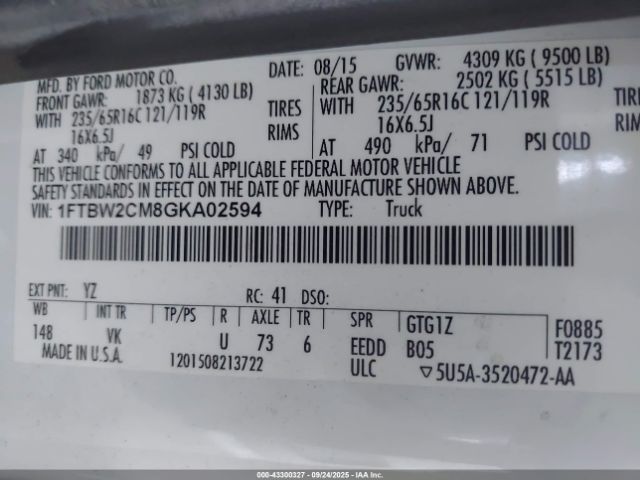 MFD. BY FORD MOTOR CO. DATE: 08/15 GVWR: 4309 KG ( 9500 LB)
FRONT GAWR: 1873 KG ( 4130 LB) REAR GAWR: 2502 KG ( 5515 LB)
WITH 235/65R16C 121/119R TIRES WITH 235/65R16C 121/119R TIRES
16X6.5J RIMS 16X6.5J RIMS
AT 340 kPa/ 49 PSI COLD AT 490 kPa/ 71 PSI COLD
THIS VEHICLE CONFORMS TO ALL APPLICABLE FEDERAL MOTOR VEHICLE
SAFETY STANDARDS IN EFFECT ON THE DATE OF MANUFACTURE SHOWN ABOVE.
VIN: 1FTBW2CM8GKA02594 TYPE: Truck
EXT PNT: YZ RC: 41 DSO:
WB INT TR TP/PS R AXLE TR SPR GTG1Z F0885
148 VK U 73 6 EEDD B05 T2173
MADE IN U.S.A. 1201508213722 ULC ▽5U5A-3520472-AA
000-43300327 - 09/24/2025 - IAAI.com